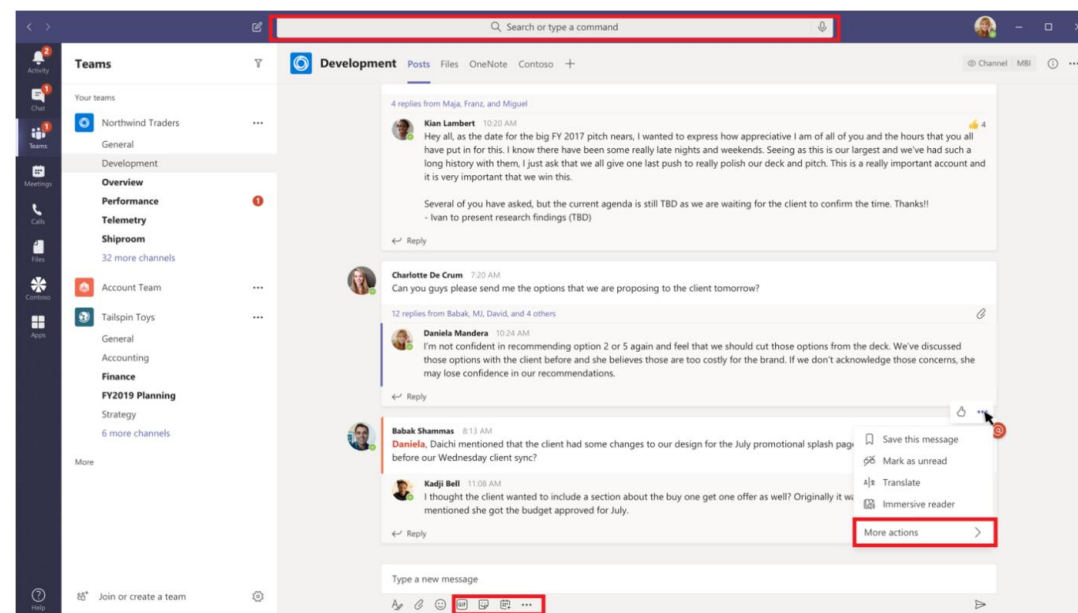 Search or type a command
2
Activity
1
Chat
1
Teams
Meetings
Calls
Files
Contoso
Apps
Help
Teams
Your teams
Northwind Traders
General
Development
Overview
Performance
1
Telemetry
Shiproom
32 more channels
Account Team
Tailspin Toys
General
Accounting
Finance
FY2019 Planning
Strategy
6 more channels
More
Join or create a team
Development Posts Files OneNote Contoso +
Channel MBI
4 replies from Maja, Franz, and Miguel
Kian Lambert 10:20 AM
4
Hey all, as the date for the big FY 2017 pitch nears, I wanted to express how appreciative I am of all of you and the hours that you all
have put in for this. I know there have been some really late nights and weekends. Seeing as this is our largest and we've had such a
long history with them, I just ask that we all give one last push to really polish our deck and pitch. This is a really important account and
it is very important that we win this.
Several of you have asked, but the current agenda is still TBD as we are waiting for the client to confirm the time. Thanks!!
- Ivan to present research findings (TBD)
Reply
Charlotte De Crum 7:20 AM
Can you guys please send me the options that we are proposing to the client tomorrow?
12 replies from Babak, MJ, David, and 4 others
Daniela Mandera 10:24 AM
I'm not confident in recommending option 2 or 5 again and feel that we should cut those options from the deck. We've discussed
those options with the client before and she believes those are too costly for the brand. If we don't acknowledge those concerns, she
may lose confidence in our recommendations.
Reply
Babak Shammas 8:13 AM
Daniela, Daichi mentioned that the client had some changes to our design for the July promotional splash pag
before our Wednesday client sync?
Kadji Bell 11:08 AM
I thought the client wanted to include a section about the buy one get one offer as well? Originally it wa
mentioned she got the budget approved for July.
Reply
@
Save this message
Mark as unread
Translate
Immersive reader
More actions
Type a new message
GIF